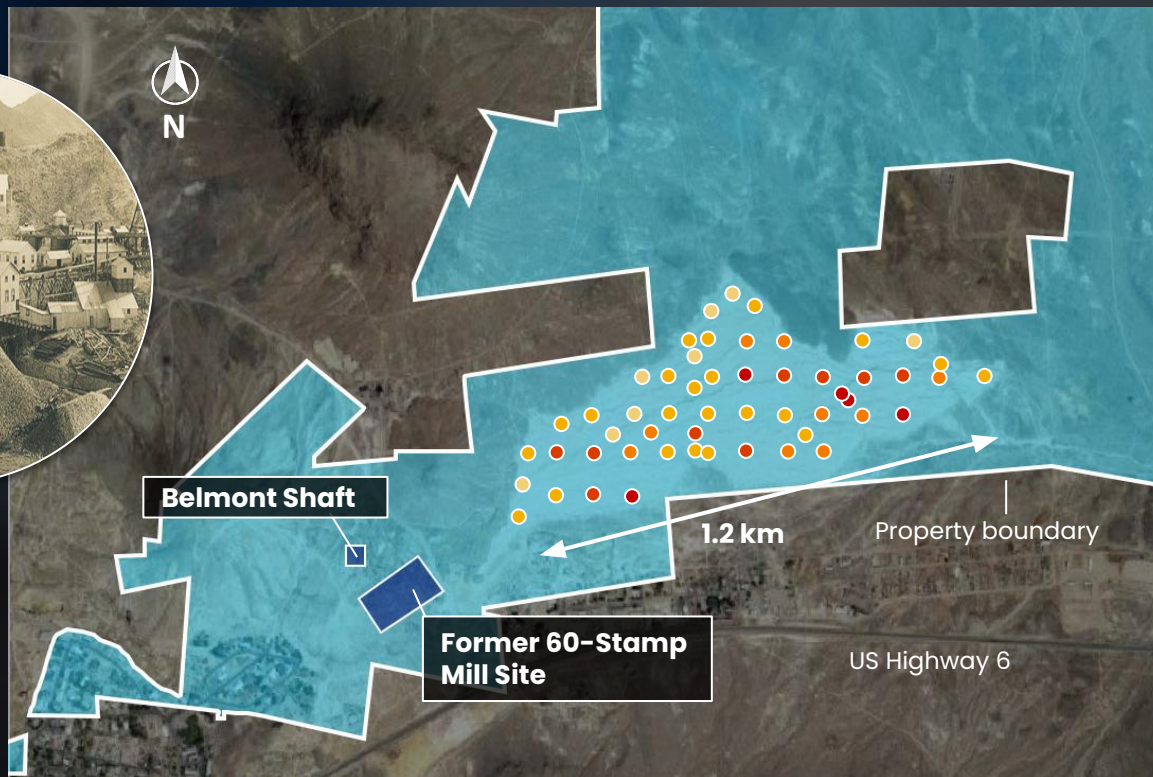 N
Belmont Shaft
1.2 km
Property boundary
Former 60-Stamp
Mill Site
US Highway 6